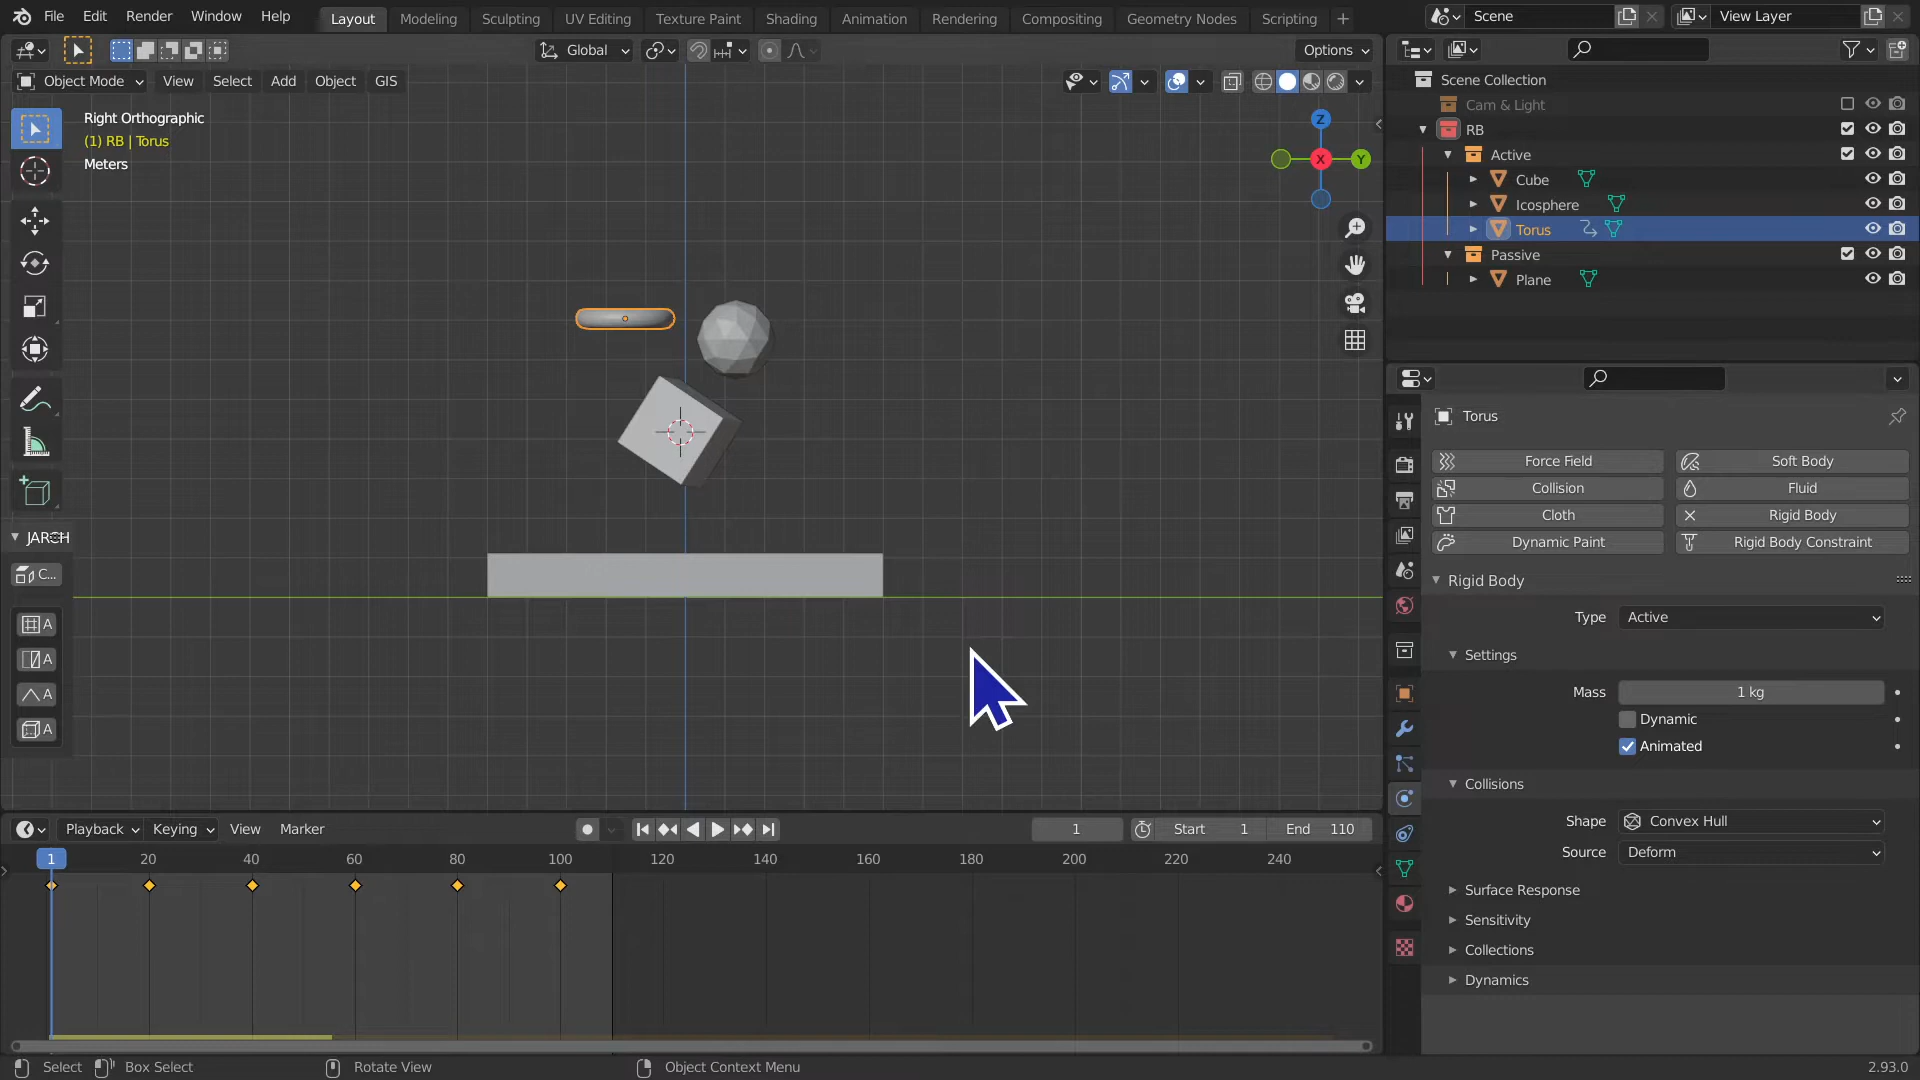 File Edit Render Window Help Layout Modeling Sculpting UV Editing Texture Paint Shading Animation Rendering Compositing Geometry Nodes Scripting + Scene View Layer
Global Options
Object Mode View Select Add Object GIS
Right Orthographic
(1) RB | Torus
Meters
Z
X
Y
C...
A
A
A
A
Scene Collection
Cam & Light
RB
Active
Cube
Icosphere
Torus
Passive
Plane
Torus
Force Field Soft Body
Collision Fluid
Cloth Rigid Body
Dynamic Paint Rigid Body Constraint
Rigid Body
Type Active
Settings
Mass 1 kg
Dynamic
Animated
Collisions
Shape Convex Hull
Source Deform
Surface Response
Sensitivity
Collections
Dynamics
Playback Keying View Marker 1 Start 1 End 110
1 20 40 60 80 100 120 140 160 180 200 220 240
Select Box Select Rotate View Object Context Menu 2.93.0